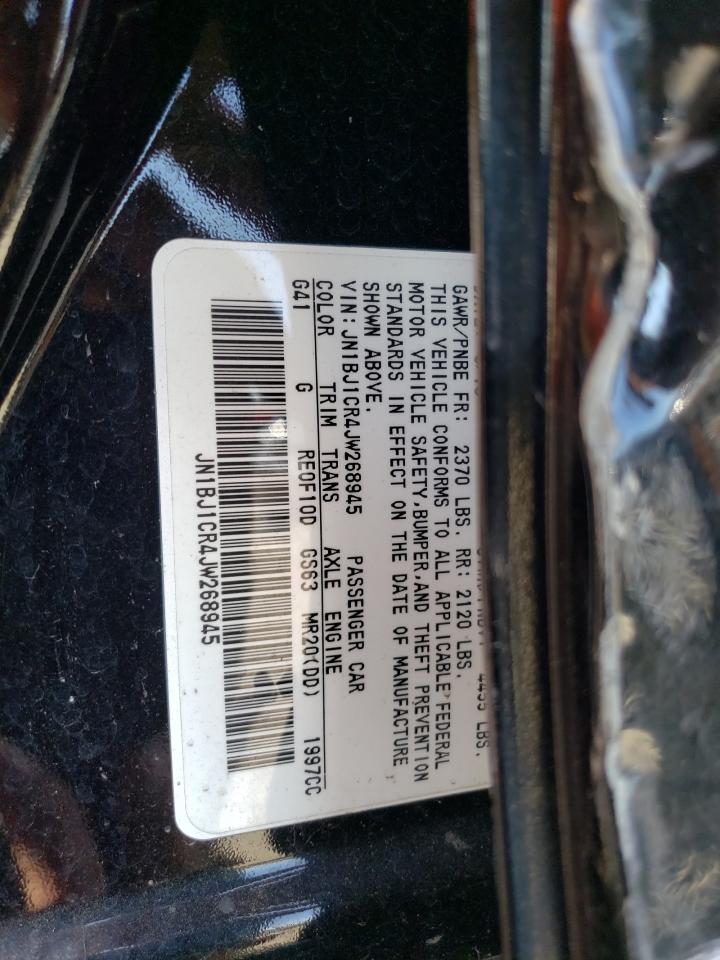 4455 LBS.
GAWR/PNBE FR: 2370 LBS. RR: 2120 LBS.
THIS VEHICLE CONFORMS TO ALL APPLICABLE FEDERAL
MOTOR VEHICLE SAFETY,BUMPER,AND THEFT PREVENTION
STANDARDS IN EFFECT ON THE DATE OF MANUFACTURE
SHOWN ABOVE.
VIN:JN1BJ1CR4JW268945 PASSENGER CAR
COLOR TRIM TRANS AXLE ENGINE
G41 G RE0F10D GS63 MR20(DD) 1997CC
JN1BJ1CR4JW268945